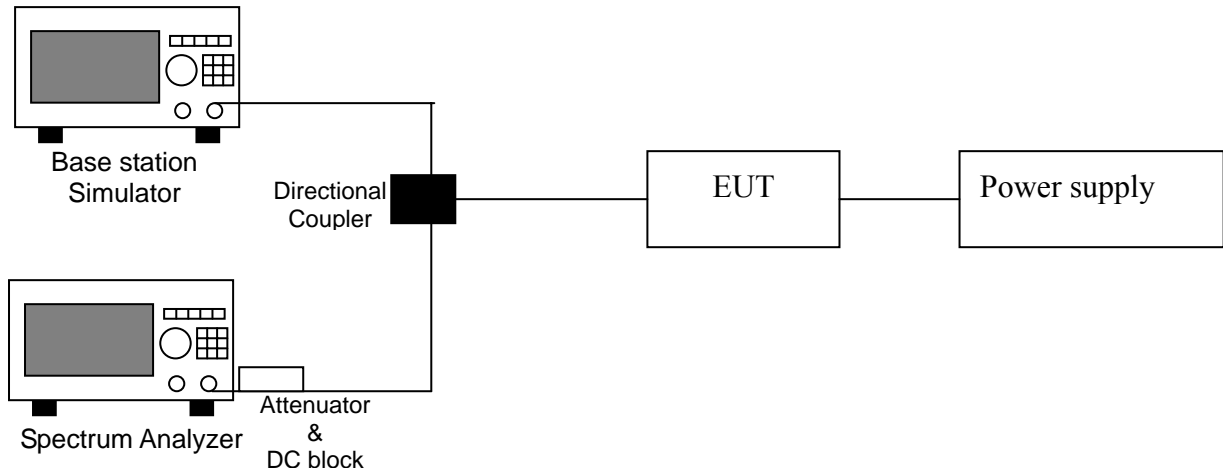 Base station
Simulator
Directional
Coupler
EUT
Power supply
Spectrum Analyzer
Attenuator
&
DC block